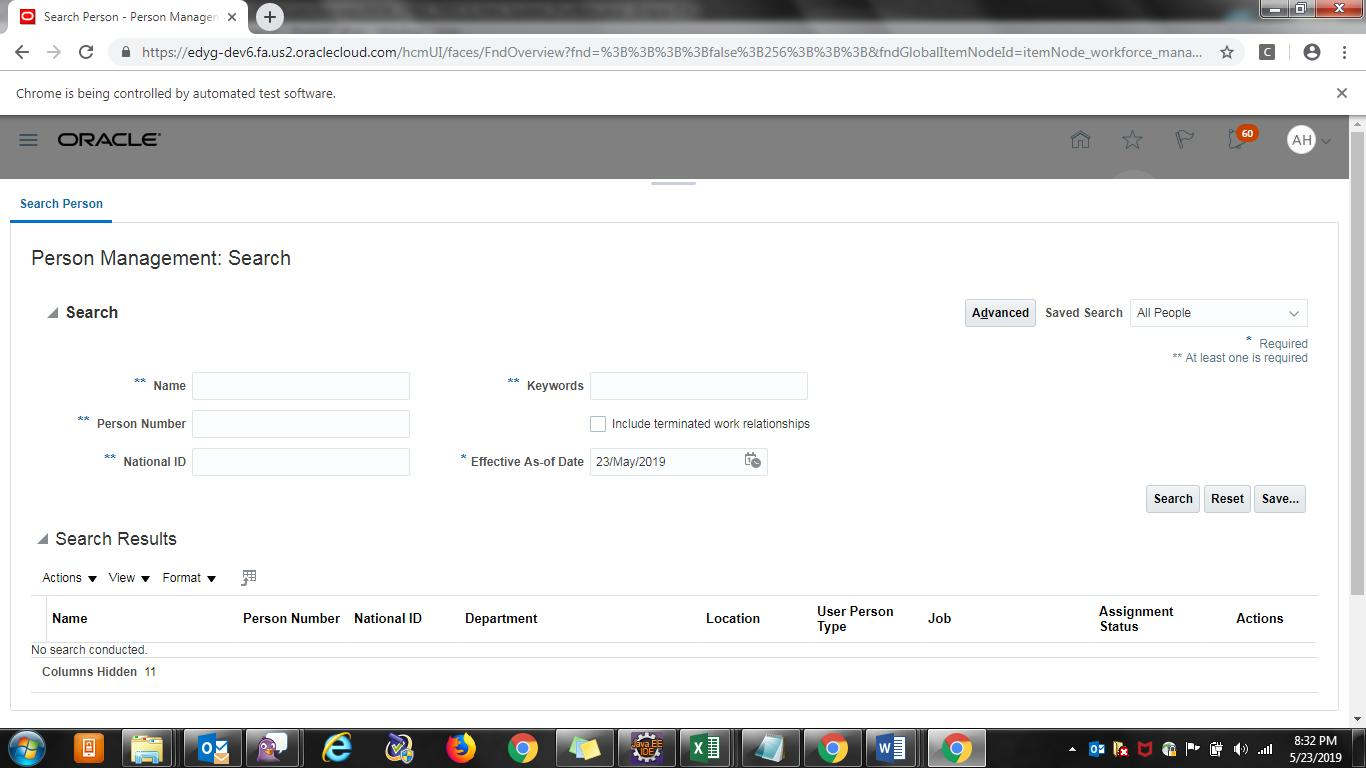 Search Person - Person Managem
https://edyg-dev6.fa.us2.oraclecloud.com/hcmUI/faces/FndOverview?fnd=%3B%3B%3B%3Bfalse%3B256%3B%3B%3B&fndGlobalItemNodeId=itemNode_workforce_mana...
C
Chrome is being controlled by automated test software.
ORACLE
60
AH
Search Person
Person Management: Search
Search
Advanced Saved Search All People
* Required
** At least one is required
** Name
** Keywords
** Person Number
Include terminated work relationships
** National ID
* Effective As-of Date 23/May/2019
Search Reset Save...
Search Results
Actions View Format
Name Person Number National ID Department Location User Person Type Job Assignment Status Actions
No search conducted.
Columns Hidden 11
Java EE
IDE
8:32 PM
5/23/2019